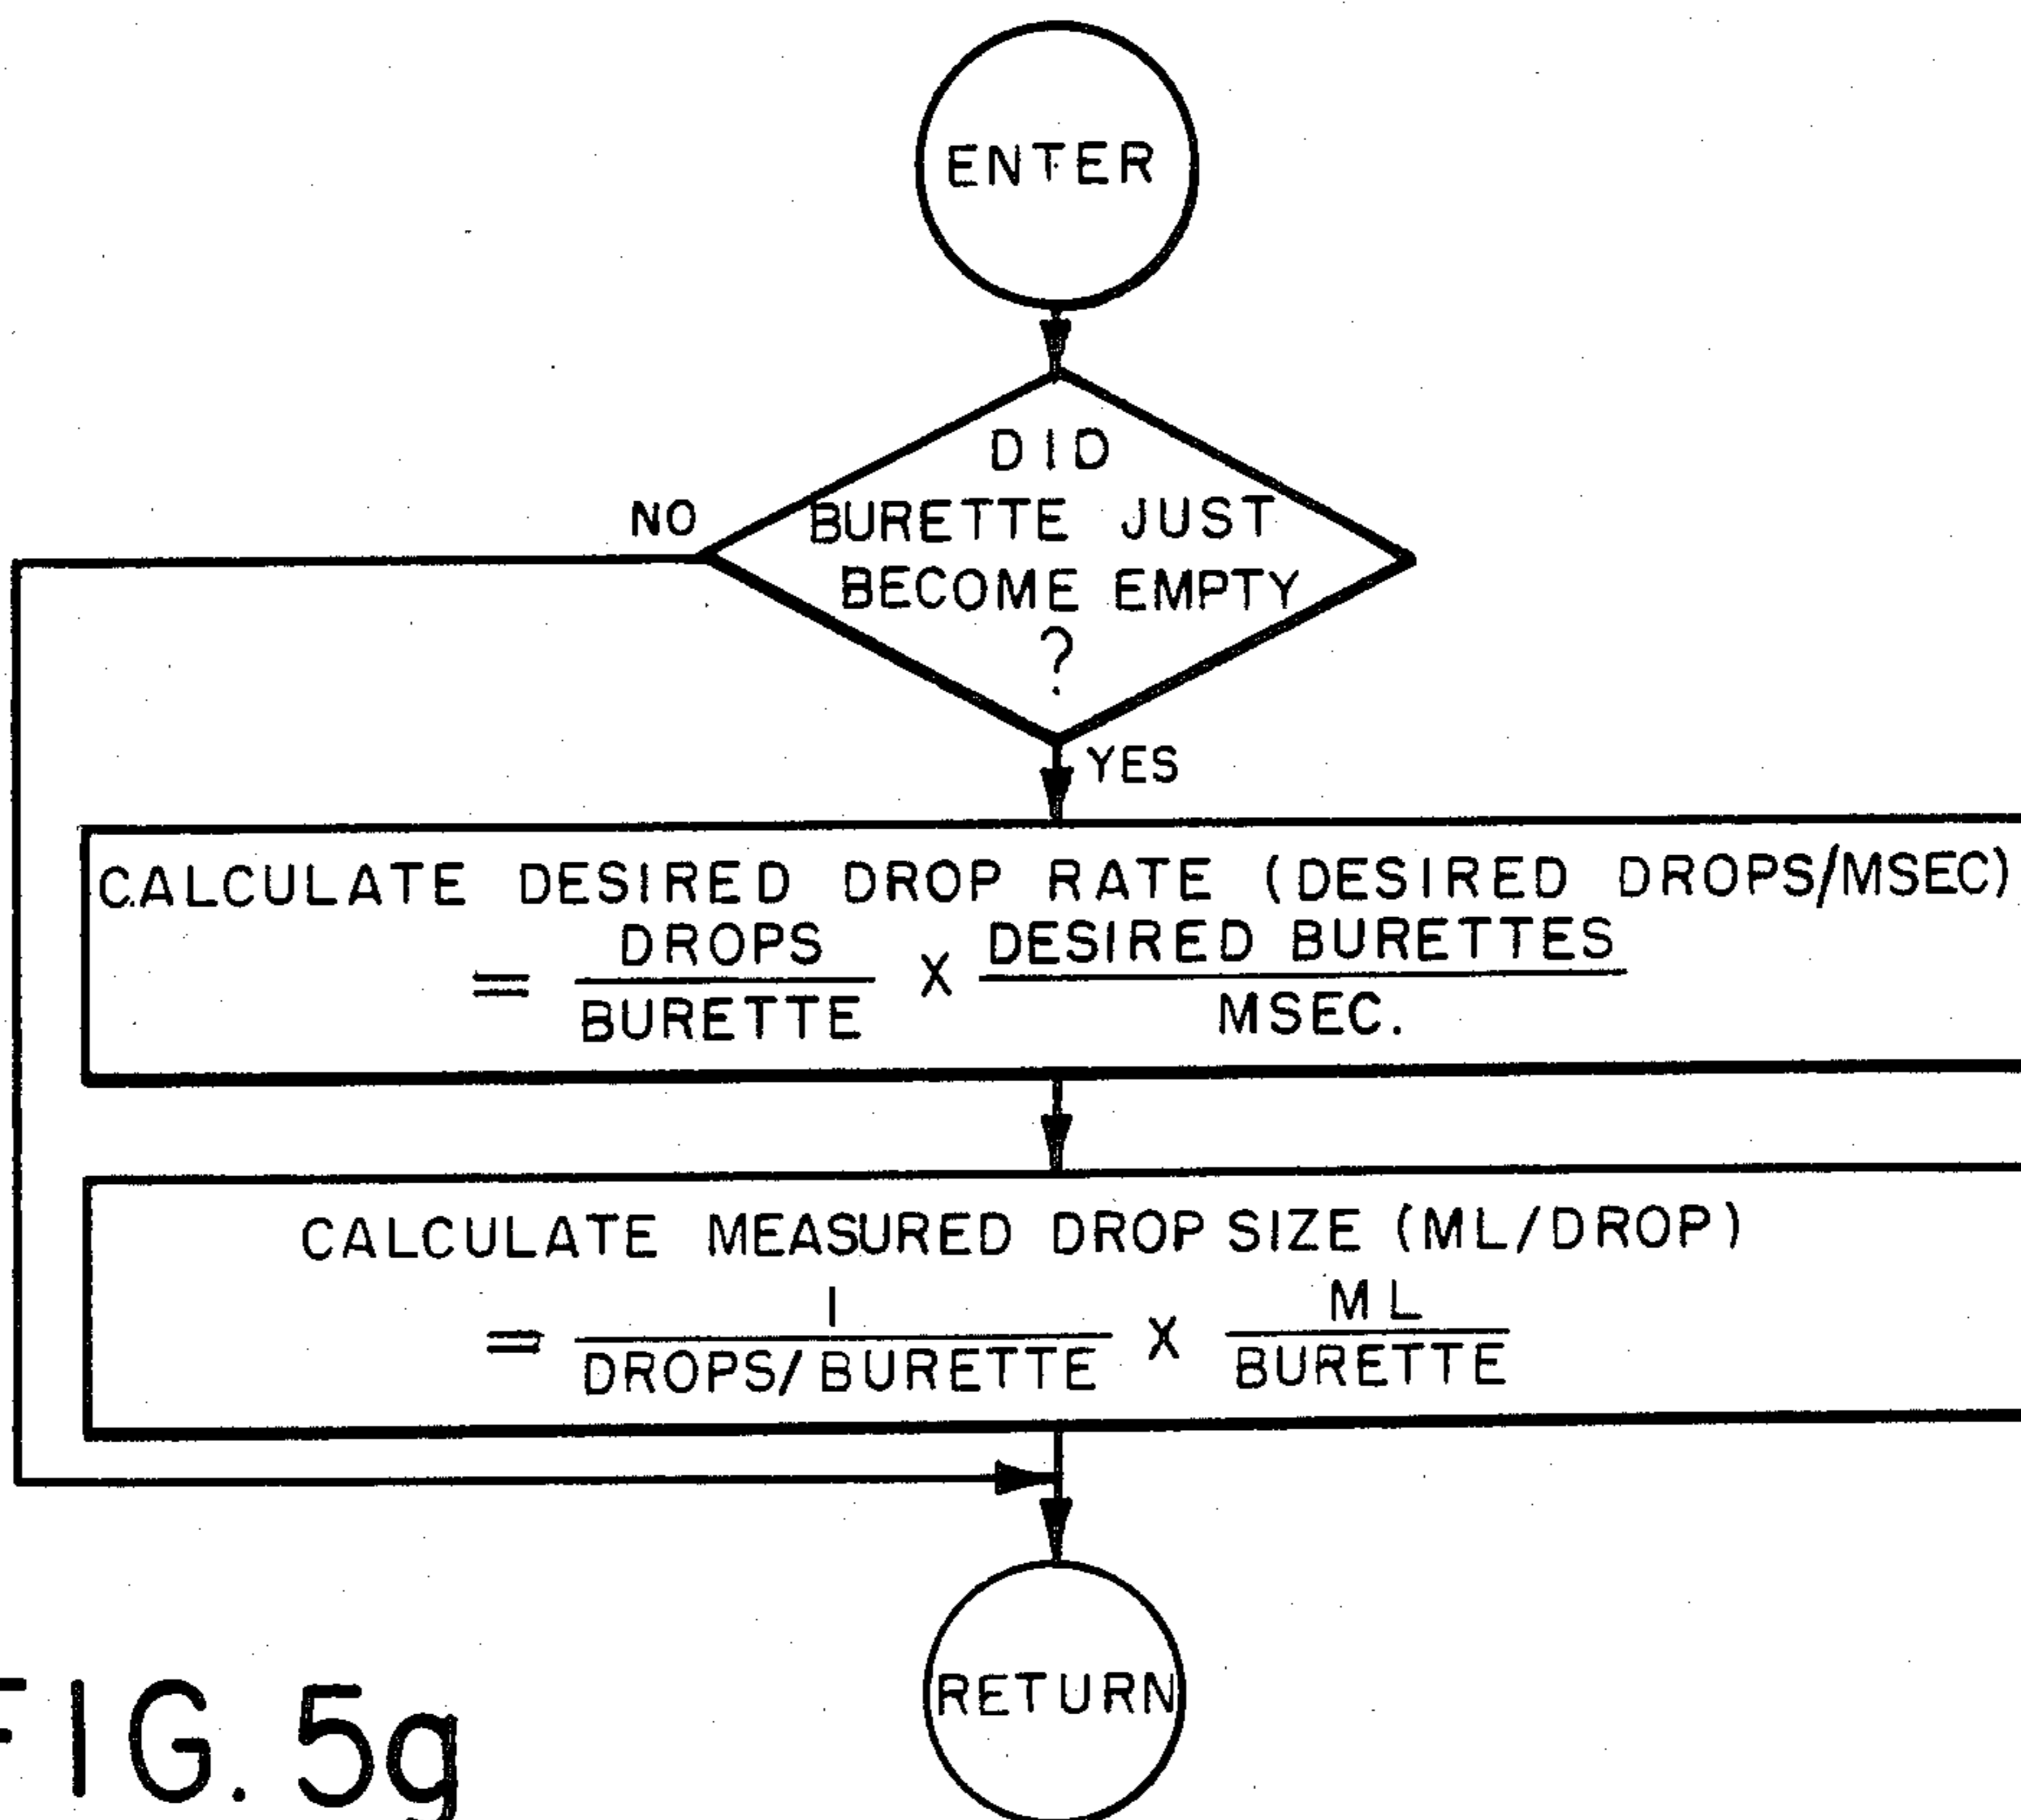 ENTER
DID
BURETTE JUST
BECOME EMPTY
?
NO
YES
CALCULATE DESIRED DROP RATE (DESIRED DROPS/MSEC)
= DROPS/BURETTE X DESIRED BURETTES/MSEC.
CALCULATE MEASURED DROP SIZE (ML/DROP)
= 1/DROPS/BURETTE X ML/BURETTE
RETURN
FIG. 5g